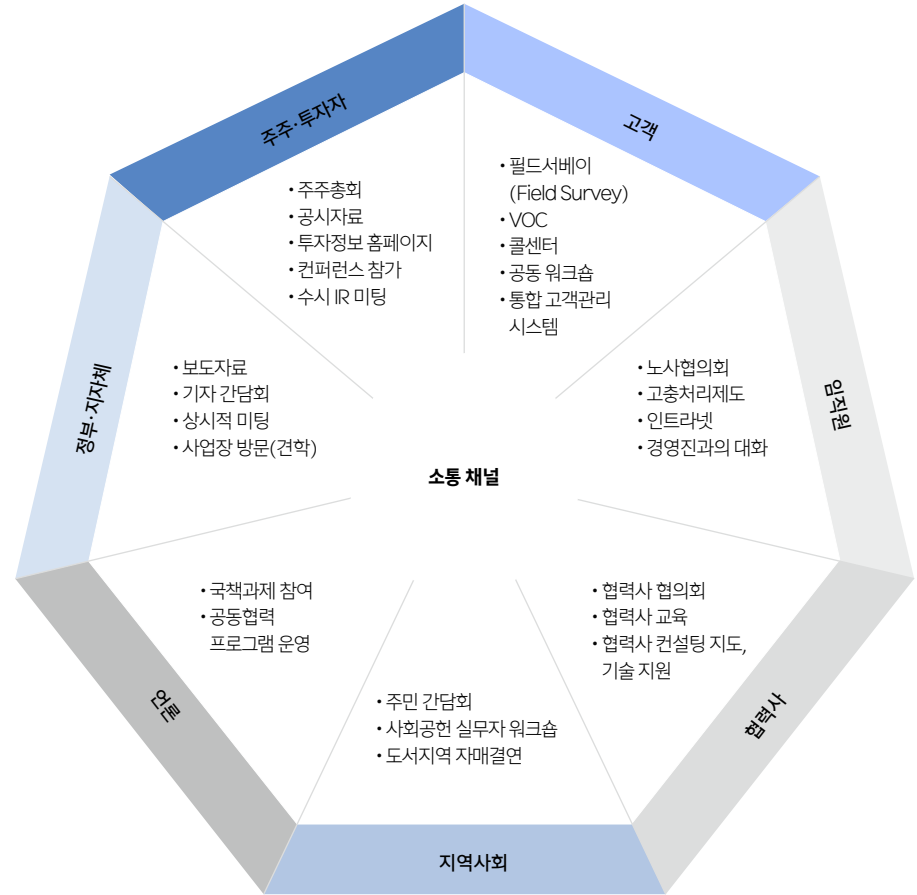 주주·투자자
• 주주총회
• 공시자료
• 투자정보 홈페이지
• 컨퍼런스 참가
• 수시 IR 미팅
고객
• 필드서베이
(Field Survey)
• VOC
• 콜센터
• 공동 워크숍
• 통합 고객관리
시스템
정부·지자체
• 보도자료
• 기자 간담회
• 상시적 미팅
• 사업장 방문(견학)
임직원
• 노사협의회
• 고충처리제도
• 인트라넷
• 경영진과의 대화
소통 채널
언론
• 국책과제 참여
• 공동협력
프로그램 운영
협력사
• 협력사 협의회
• 협력사 교육
• 협력사 컨설팅 지도,
기술 지원
• 주민 간담회
• 사회공헌 실무자 워크숍
• 도서지역 자매결연
지역사회